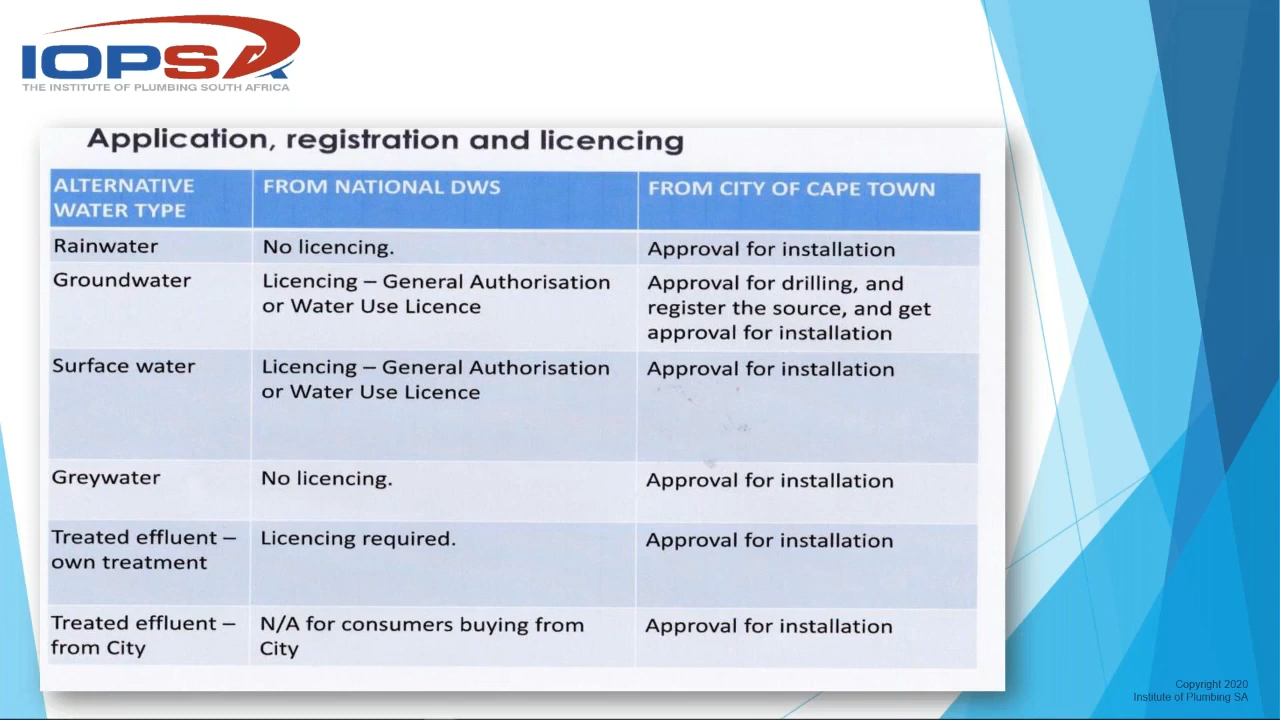 IOPSA
THE INSTITUTE OF PLUMBING SOUTH AFRICA
Application, registration and licencing
ALTERNATIVE
WATER TYPE
FROM NATIONAL DWS
FROM CITY OF CAPE TOWN
Rainwater
No licencing.
Approval for installation
Groundwater
Licencing – General Authorisation
or Water Use Licence
Approval for drilling, and
register the source, and get
approval for installation
Surface water
Licencing – General Authorisation
or Water Use Licence
Approval for installation
Greywater
No licencing.
Approval for installation
Treated effluent –
own treatment
Licencing required.
Approval for installation
Treated effluent –
from City
N/A for consumers buying from
City
Approval for installation
Copyright 2020
Institute of Plumbing SA